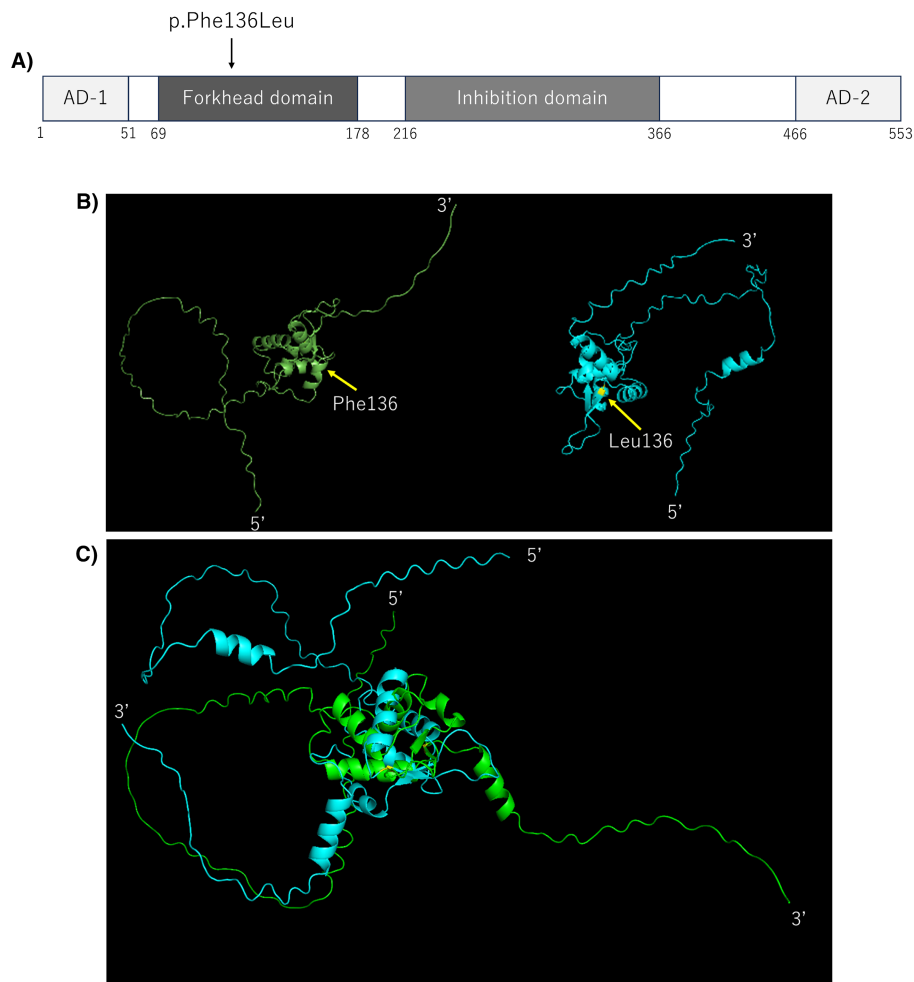 p.Phe136Leu
A)
AD-1 Forkhead domain Inhibition domain AD-2
1 51 69 178 216 366 466 553
B)
3’
3’
Phe136
Leu136
5’
5’
C)
5’
5’
3’
3’